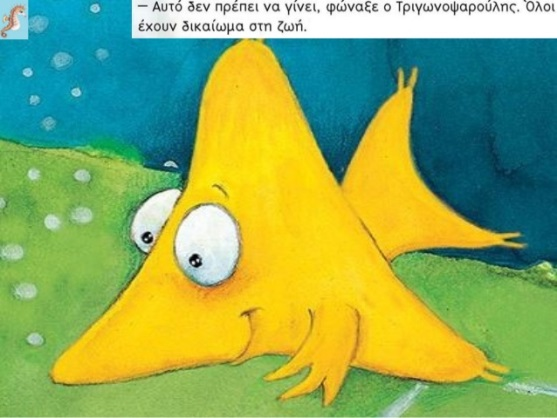 — Αυτό δεν πρέπει να γίνει, φώναξε ο Τριγωνοψαρούλης. Όλοι
έχουν δικαίωμα στη ζωή.